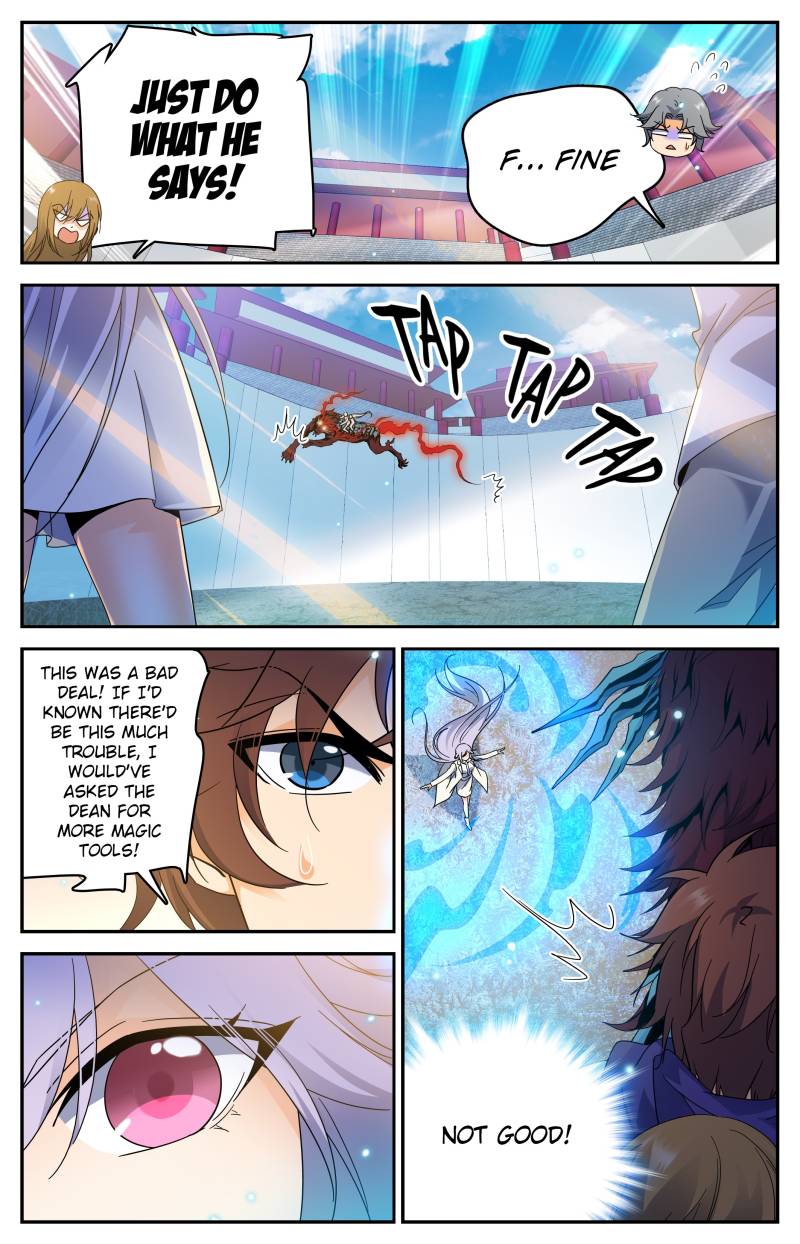 JUST DO
WHAT HE
SAYS!
F... FINE
TAP
TAP
TAP
THIS WAS A BAD
DEAL! IF I'D
KNOWN THERE'D
BE THIS MUCH
TROUBLE, I
WOULD'VE
ASKED THE
DEAN FOR
MORE MAGIC
TOOLS!
NOT GOOD!